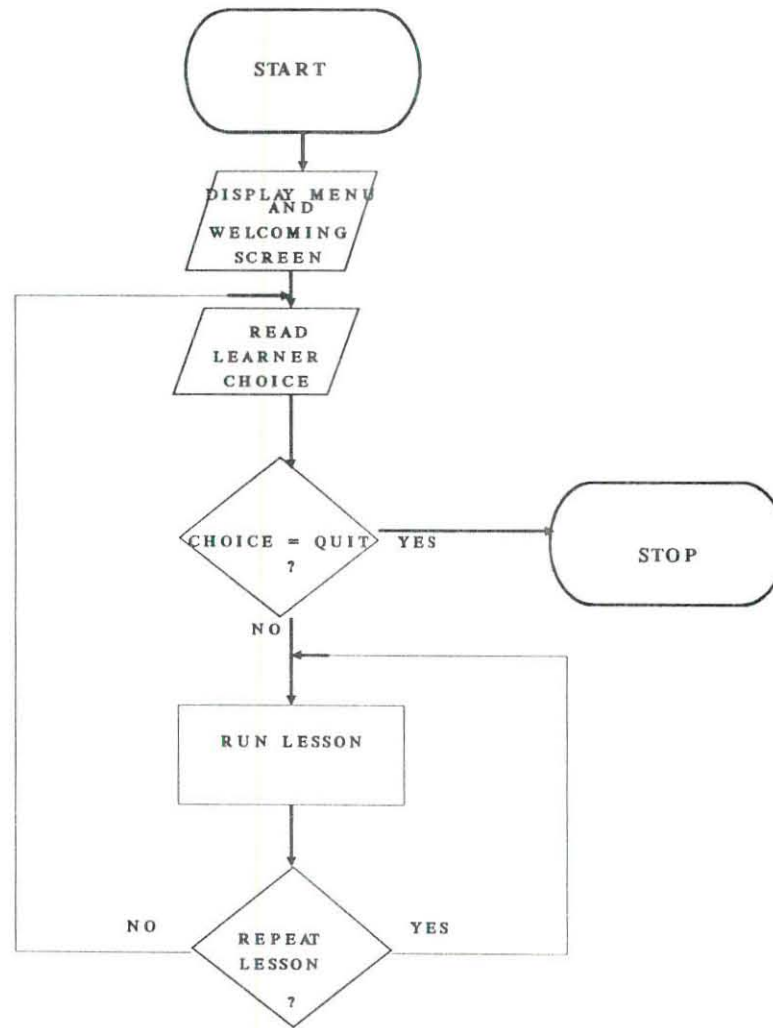 START
DISPLAY MENU
AND
WELCOMING
SCREEN
READ
LEARNER
CHOICE
CHOICE = QUIT
?
YES
STOP
NO
RUN LESSON
NO
REPEAT
LESSON
?
YES